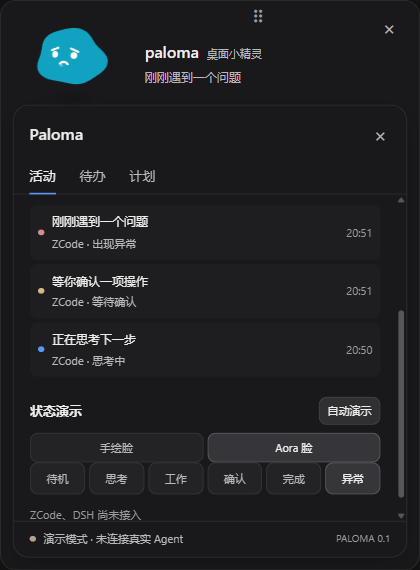 paloma 桌面小精灵
刚刚遇到一个问题
Paloma
活动 待办 计划
刚刚遇到一个问题
ZCode · 出现异常
20:51
等你确认一项操作
ZCode · 等待确认
20:51
正在思考下一步
ZCode · 思考中
20:50
状态演示
自动演示
手绘脸 Aora 脸
待机 思考 工作 确认 完成 异常
ZCode、DSH 尚未接入
演示模式 · 未连接真实 Agent
PALOMA 0.1